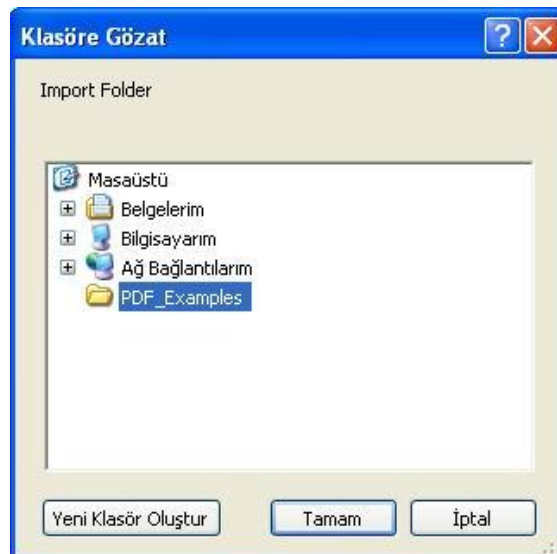 Klasöre Gözat
Import Folder
Masaüstü
Belgelerim
Bilgisayarım
Ağ Bağlantılarım
PDF_Examples
Yeni Klasör Oluştur Tamam İptal